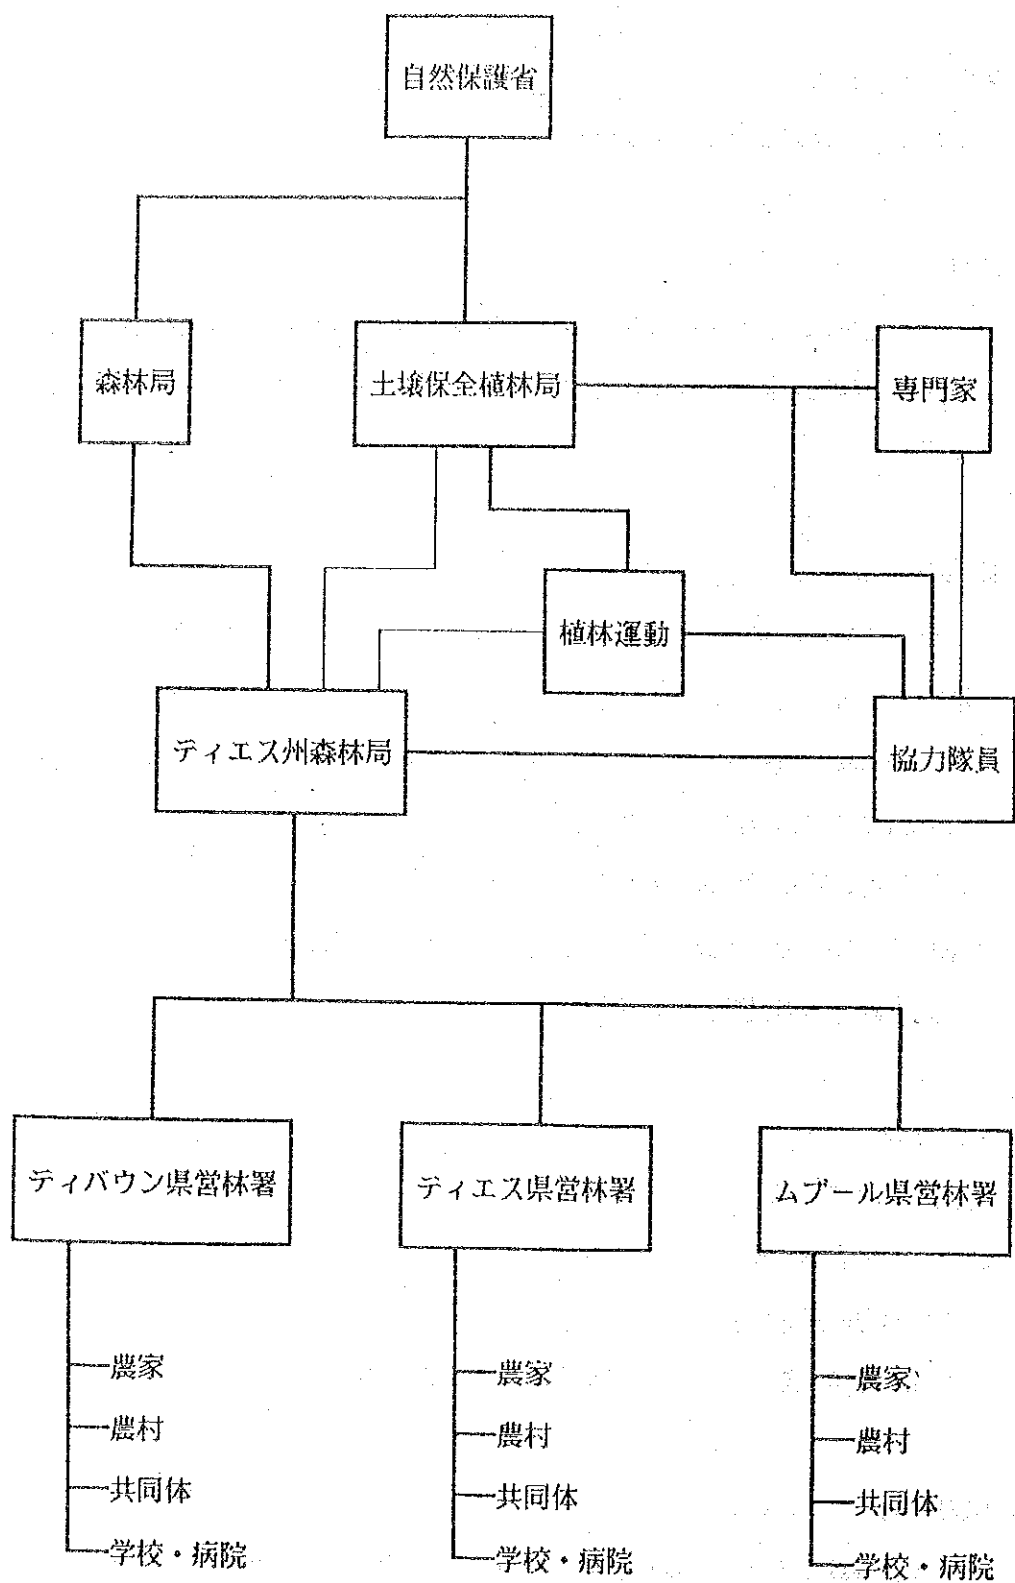 自然保護省
森林局
土壌保全植林局
専門家
植林運動
ティエス州森林局
協力隊員
ティバウン県営林署
ティエス県営林署
ムブール県営林署
農家
農村
共同体
学校・病院
農家
農村
共同体
学校・病院
農家
農村
共同体
学校・病院